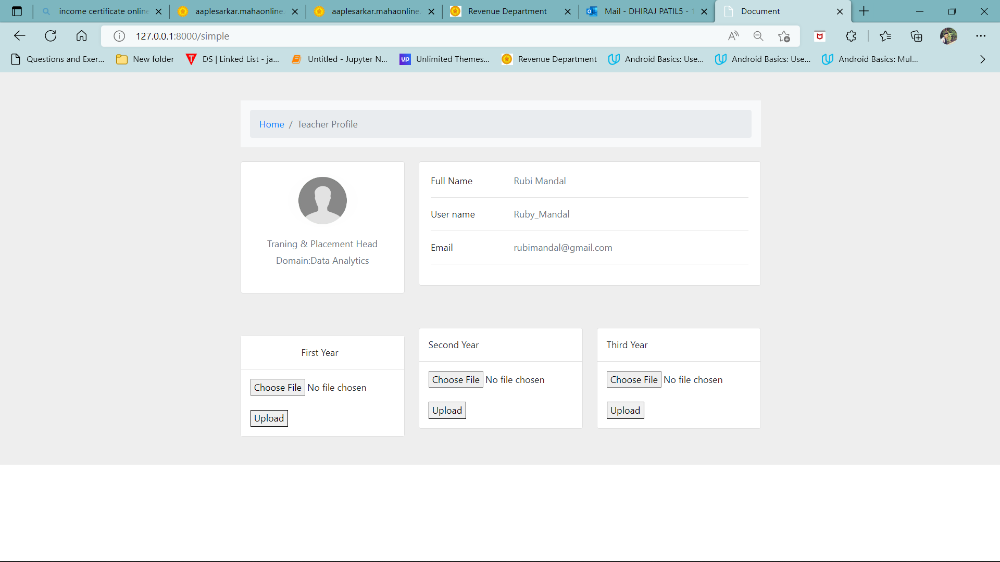 income certificate online
aaplesarkar.mahaonline.
aaplesarkar.mahaonline.
Revenue Department
Mail - DHIRAJ PATIL5 - 1
Document
127.0.0.1:8000/simple
Questions and Exer...
New folder
DS | Linked List - ja...
Untitled - Jupyter N...
up
Unlimited Themes...
Revenue Department
Android Basics: Use...
Android Basics: Use...
Android Basics: Mul...
Home / Teacher Profile
Traning & Placement Head
Domain:Data Analytics
Full Name Rubi Mandal
User name Ruby_Mandal
Email rubimandal@gmail.com
First Year
Choose File No file chosen
Upload
Second Year
Choose File No file chosen
Upload
Third Year
Choose File No file chosen
Upload